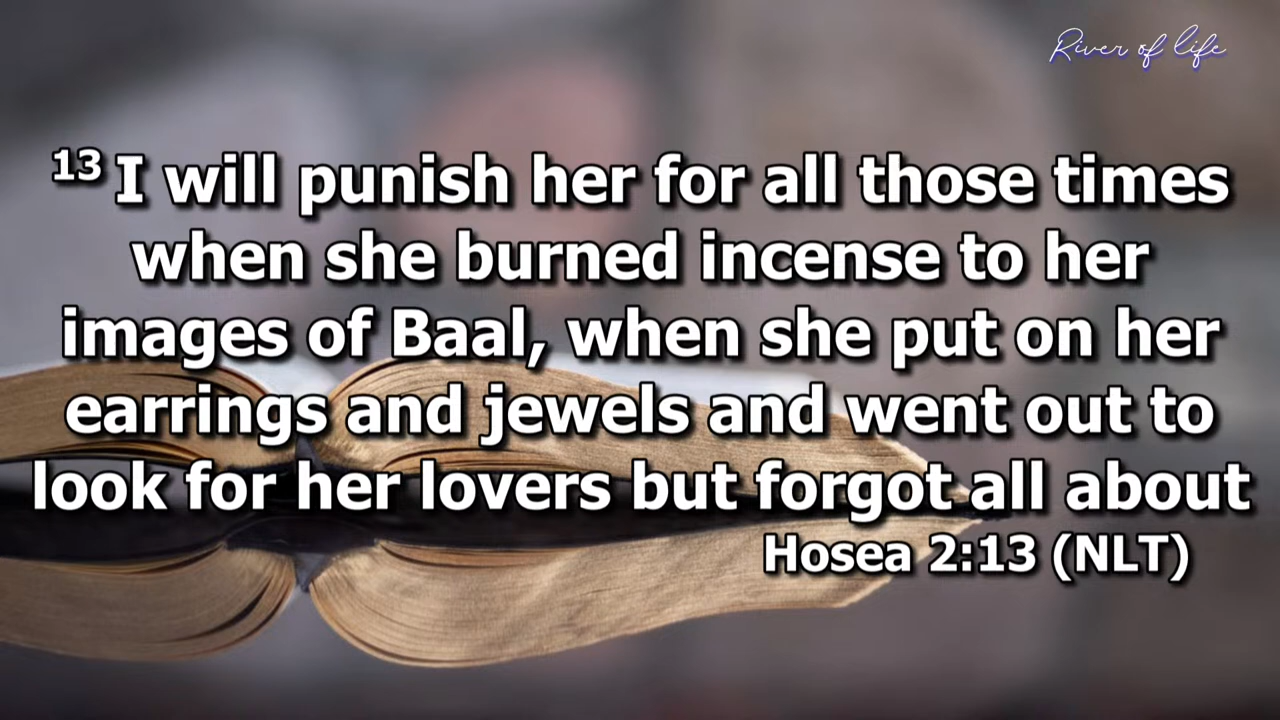 River of life
13 I will punish her for all those times
when she burned incense to her
images of Baal, when she put on her
earrings and jewels and went out to
look for her lovers but forgot all about
Hosea 2:13 (NLT)